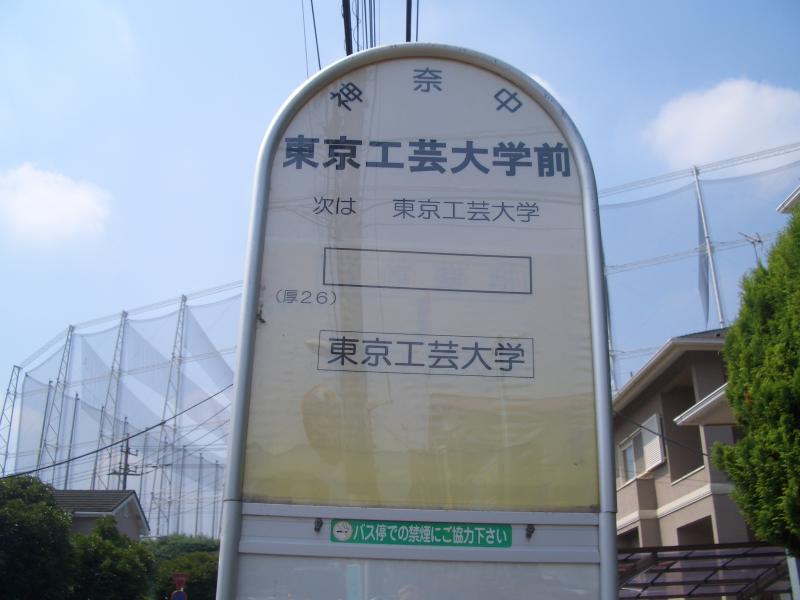 神奈中
東京工芸大学前
次は 東京工芸大学
(厚26)
東京工芸大学
バス停での禁煙にご協力下さい